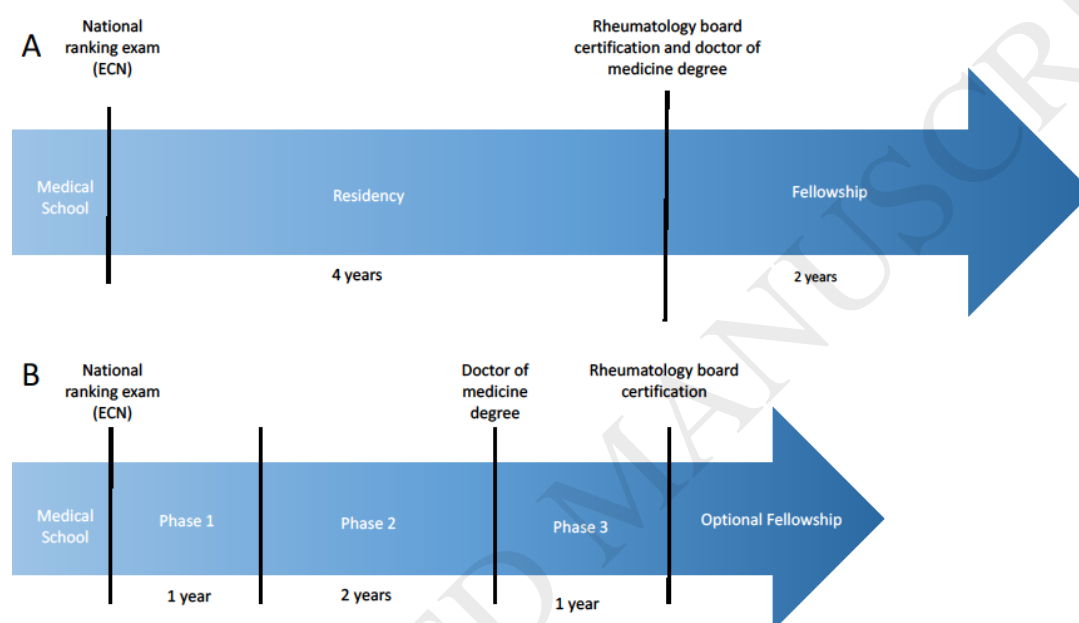 A
National
ranking exam
(ECN)
Rheumatology board
certification and doctor of
medicine degree
Medical
School
Residency
Fellowship
4 years
2 years
B
National
ranking exam
(ECN)
Doctor of
medicine
degree
Rheumatology board
certification
Medical
School
Phase 1
Phase 2
Phase 3
Optional Fellowship
1 year
2 years
1 year